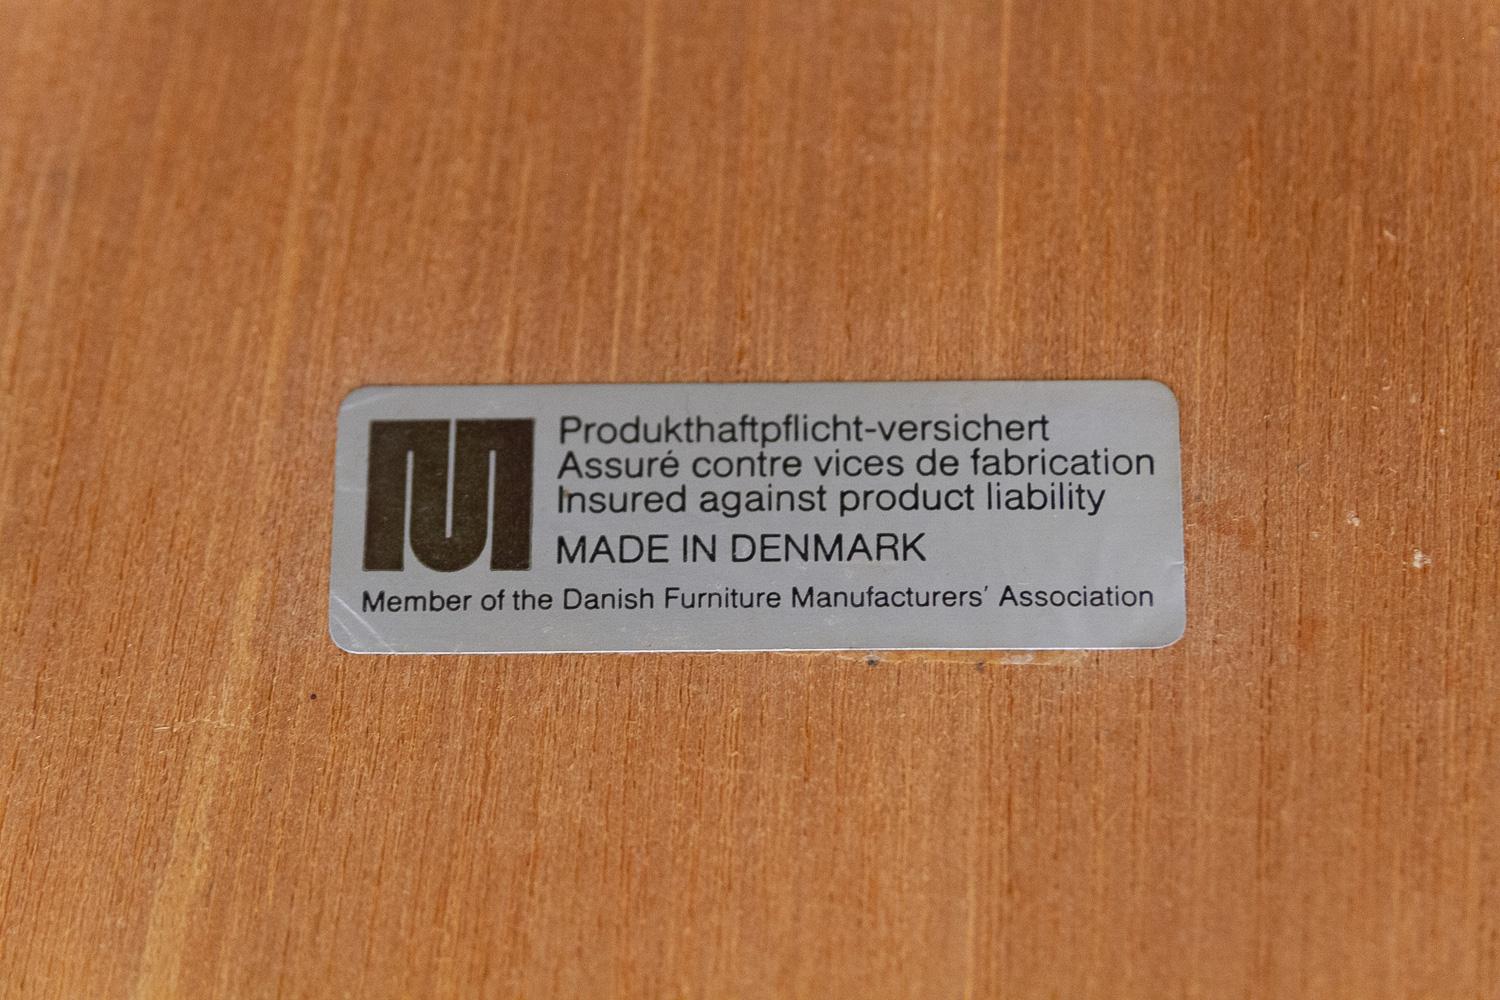 Produkthaftpflicht-versichert
Assuré contre vices de fabrication
Insured against product liability
MADE IN DENMARK
Member of the Danish Furniture Manufacturers' Association